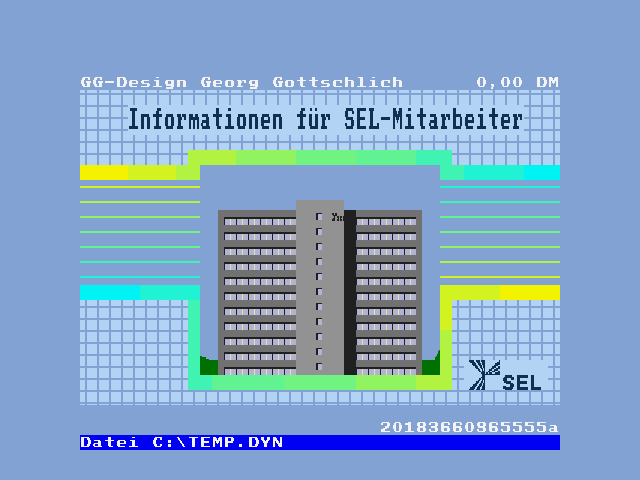 GG-Design Georg Gottschlich 0,00 DM
Informationen für SEL-Mitarbeiter
SEL
20183660865555a
Datei C:\TEMP.DYN